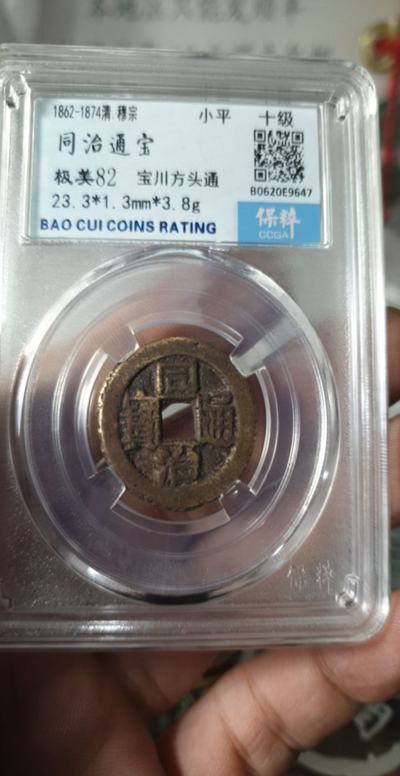 1862-1874清.穆宗 小平 十级
同治通宝
极美82 宝川方头通
B0620E9647
23.3*1.3mm*3.8g
保粹
CCGA
BAO CUI COINS RATING
同
寶 通
治
保粹